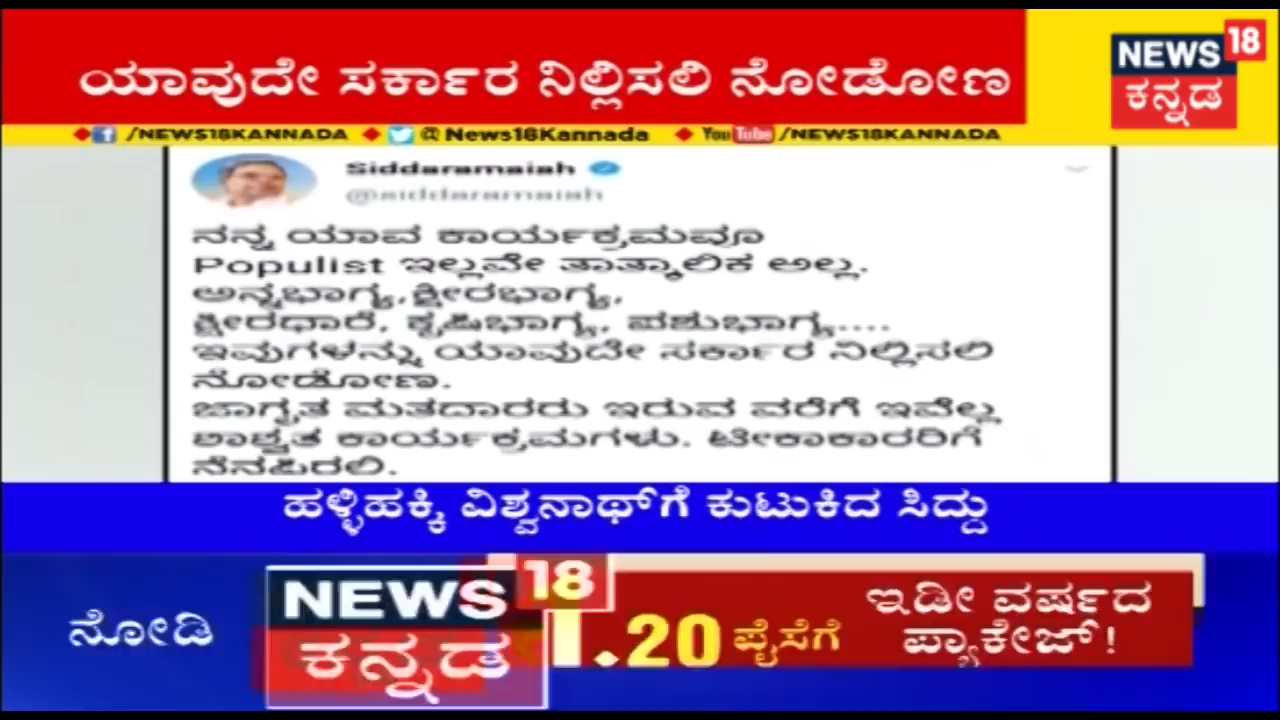 ಯಾವುದೇ ಸರ್ಕಾರ ನಿಲ್ಲಿಸಲಿ ನೋಡೋಣ
NEWS 18
ಕನ್ನಡ
/NEWS18KANNADA @News18Kannada YouTube /NEWS18KANNADA
Siddaramaiah
@siddaramaiah
ನನ್ನ ಯಾವ ಕಾರ್ಯಕ್ರಮವೂ
Populist ಇಲ್ಲವೇ ತಾತ್ಕಾಲಿಕ ಅಲ್ಲ.
ಅನ್ನಭಾಗ್ಯ,ಕ್ಷೀರಭಾಗ್ಯ,
ಕ್ಷೀರಧಾರೆ, ಕೃಷಿಭಾಗ್ಯ, ಪಶುಭಾಗ್ಯ....
ಇವುಗಳನ್ನು ಯಾವುದೇ ಸರ್ಕಾರ ನಿಲ್ಲಿಸಲಿ
ನೋಡೋಣ.
ಜಾಗ್ರತ ಮತದಾರರು ಇರುವ ವರೆಗೆ ಇವೆಲ್ಲ
ಶಾಶ್ವತ ಕಾರ್ಯಕ್ರಮಗಳು. ಟೀಕಾಕಾರರಿಗೆ
ನೆನಪಿರಲಿ.
ಹಳ್ಳಿಹಕ್ಕಿ ವಿಶ್ವನಾಥ್‌ಗೆ ಕುಟುಕಿದ ಸಿದ್ದು
ನೋಡಿ NEWS 18 ಕನ್ನಡ 1.20 ಪೈಸೆಗೆ ಇಡೀ ವರ್ಷದ
ಪ್ಯಾಕೇಜ್!